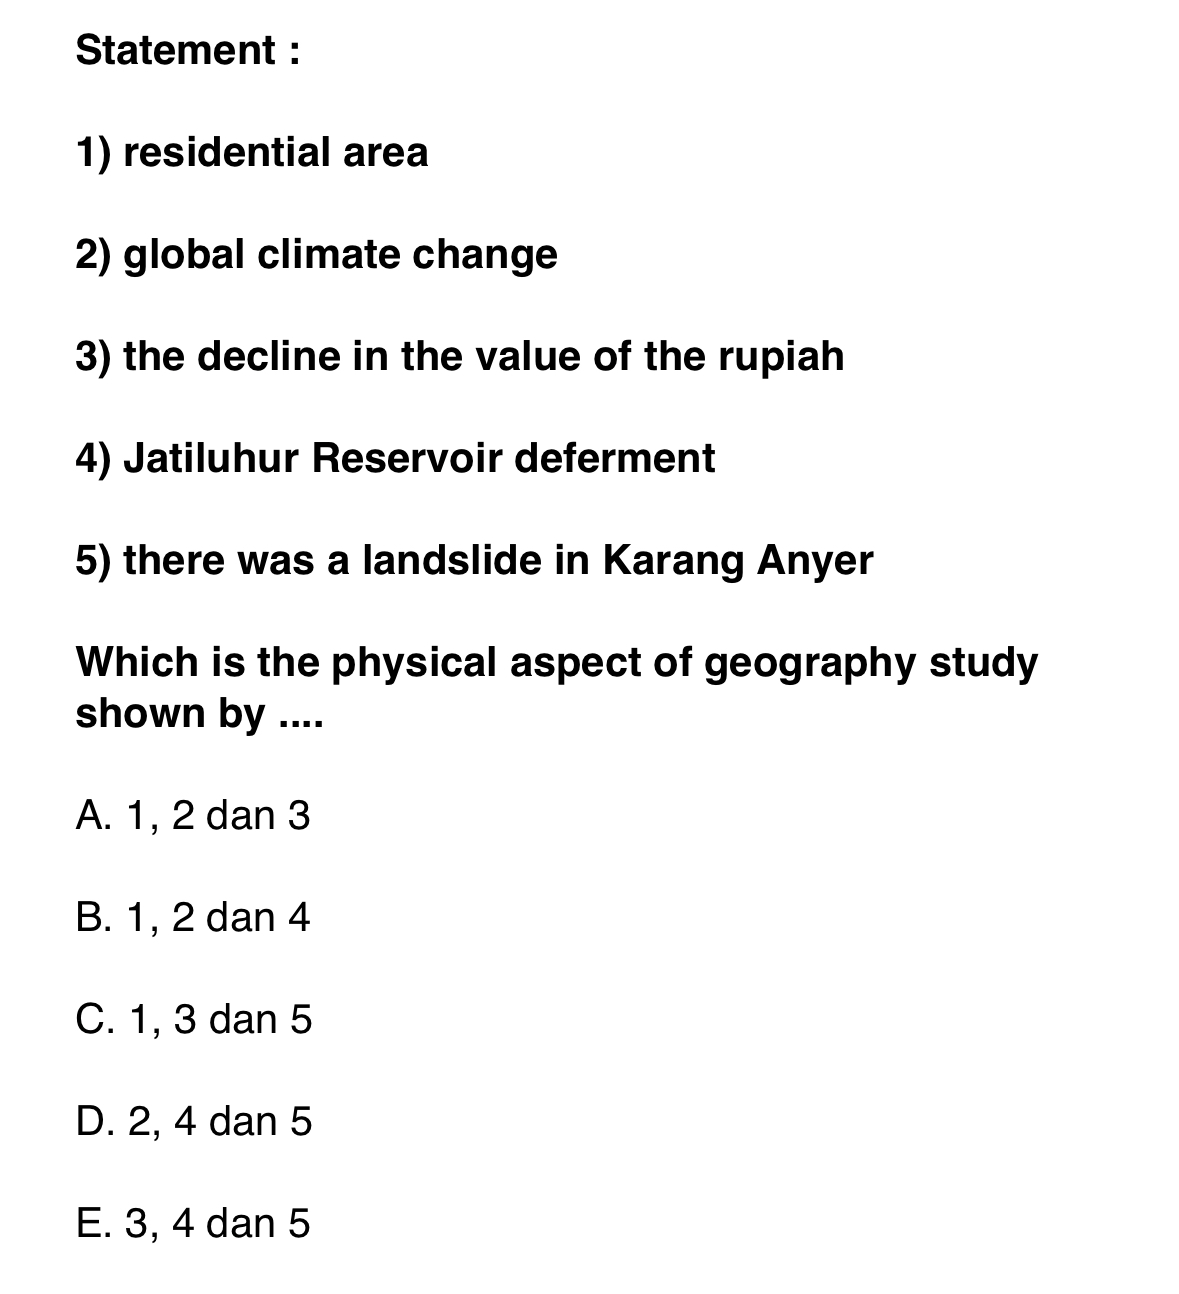 Statement :
1) residential area
2) global climate change
3) the decline in the value of the rupiah
4) Jatiluhur Reservoir deferment
5) there was a landslide in Karang Anyer
Which is the physical aspect of geography study
shown by ....
A. 1, 2 dan 3
B. 1, 2 dan 4
C. 1, 3 dan 5
D. 2, 4 dan 5
E. 3, 4 dan 5